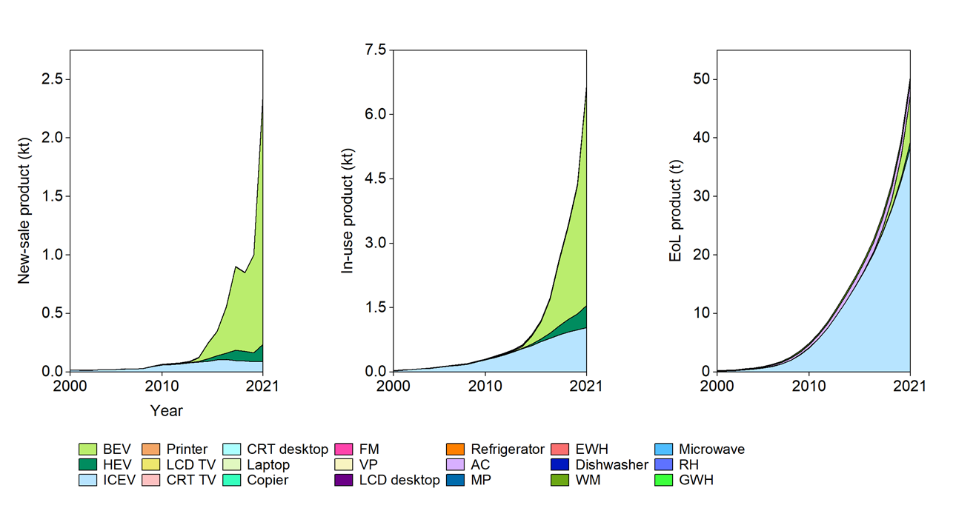 New-sale product (kt)
2.5
2.0
1.5
1.0
0.5
0.0
2000 2010 2021
Year
In-use product (kt)
7.5
6.0
4.5
3.0
1.5
0.0
2000 2010 2021
EoL product (t)
50
40
30
20
10
0
2000 2010 2021
BEV Printer CRT desktop FM Refrigerator EWH Microwave
HEV LCD TV Laptop VP AC Dishwasher RH
ICEV CRT TV Copier LCD desktop MP WM GWH